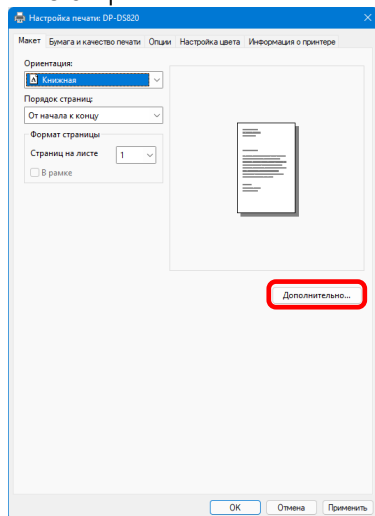 Настройка печати: DP-DS820
Макет Бумага и качество печати Опции Настройка цвета Информация о принтере
Ориентация:
A Книжная
Порядок страниц:
От начала к концу
Формат страницы
Страниц на листе 1
В рамке
Дополнительно...
OK Отмена Применить